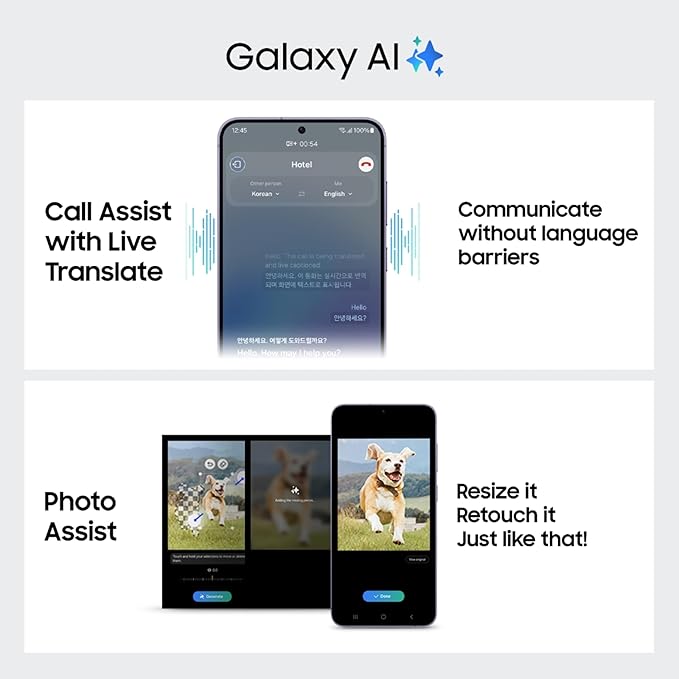 Galaxy AI
Call Assist
with Live
Translate
12:45
100%
00:54
Hotel
Other person
Me
Korean
English
Hello. This call is being translated
and live captioned.
안녕하세요. 이 통화는 실시간으로 번역
되며 화면에 텍스트로 표시됩니다.
Hello
안녕하세요?
안녕하세요. 어떻게 도와드릴까요?
Hello. How may I help you?
Communicate
without language
barriers
Photo
Assist
Touch and hold your selections to move or resize
them.
Generate
Adding the missing pieces...
View original
Done
Resize it
Retouch it
Just like that!